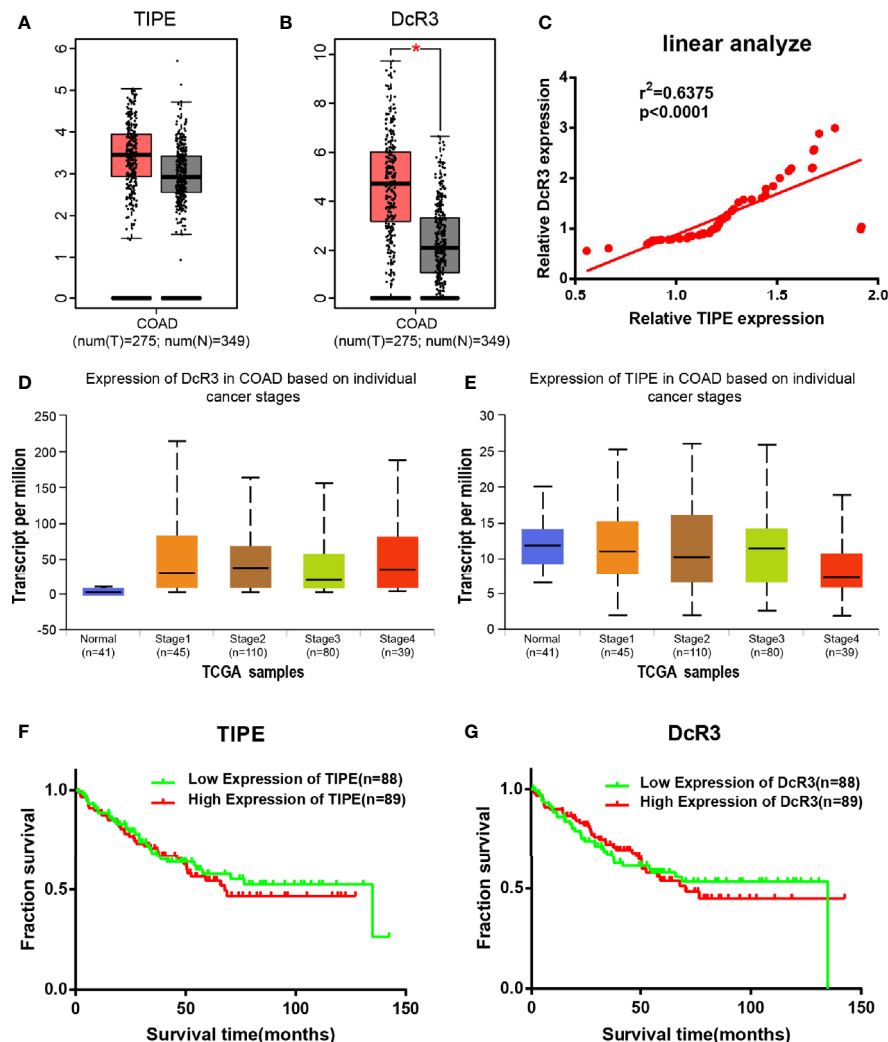 A
TIPE
6
5
4
3
2
1
0
COAD
(num(T)=275; num(N)=349)
B
DcR3
*
10
8
6
4
2
0
COAD
(num(T)=275; num(N)=349)
C
linear analyze
r2=0.6375
p<0.0001
Relative DcR3 expression
4
3
2
1
0
0.5
1.0
1.5
2.0
Relative TIPE expression
D
Expression of DcR3 in COAD based on individual
cancer stages
Transcript per million
250
200
150
100
50
0
-50
Normal
(n=41)
Stage1
(n=45)
Stage2
(n=110)
Stage3
(n=80)
Stage4
(n=39)
TCGA samples
E
Expression of TIPE in COAD based on individual
cancer stages
Transcript per million
30
25
20
15
10
5
0
Normal
(n=41)
Stage1
(n=45)
Stage2
(n=110)
Stage3
(n=80)
Stage4
(n=39)
TCGA samples
F
TIPE
Low Expression of TIPE(n=88)
High Expression of TIPE(n=89)
Fraction survival
1.0
0.5
0.0
0
50
100
150
Survival time(months)
G
DcR3
Low Expression of DcR3(n=88)
High Expression of DcR3(n=89)
Fraction survival
1.0
0.5
0.0
0
50
100
150
Survival time(months)